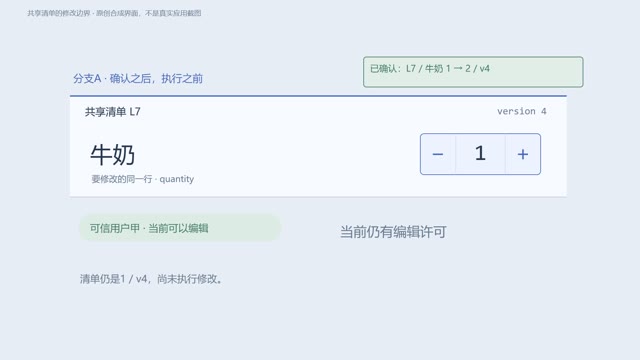 共享清单的修改边界 · 原创合成界面，不是真实应用截图
已确认：L7 / 牛奶 1 → 2 / v4
分支A · 确认之后，执行之前
共享清单 L7
version 4
牛奶
− 1 +
要修改的同一行 · quantity
可信用户甲 · 当前可以编辑
当前仍有编辑许可
清单仍是1 / v4，尚未执行修改。